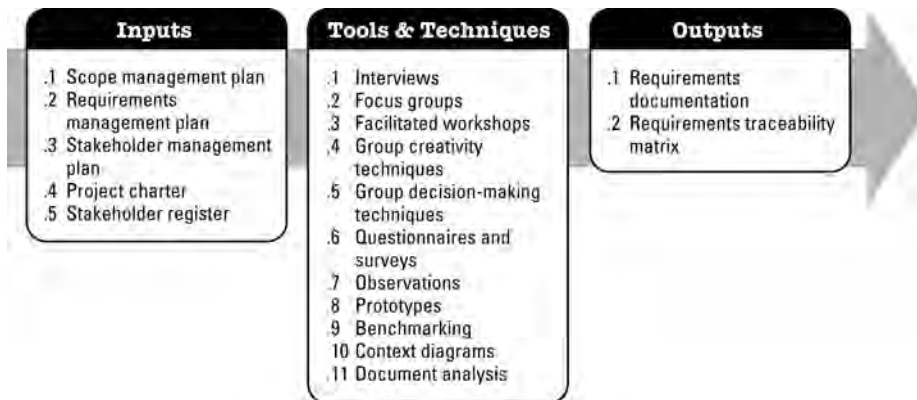 Inputs
.1 Scope management plan
.2 Requirements
management plan
.3 Stakeholder management
plan
.4 Project charter
.5 Stakeholder register
Tools & Techniques
.1 Interviews
.2 Focus groups
.3 Facilitated workshops
.4 Group creativity
techniques
.5 Group decision-making
techniques
.6 Questionnaires and
surveys
.7 Observations
.8 Prototypes
.9 Benchmarking
10 Context diagrams
.11 Document analysis
Outputs
.1 Requirements
documentation
.2 Requirements traceability
matrix